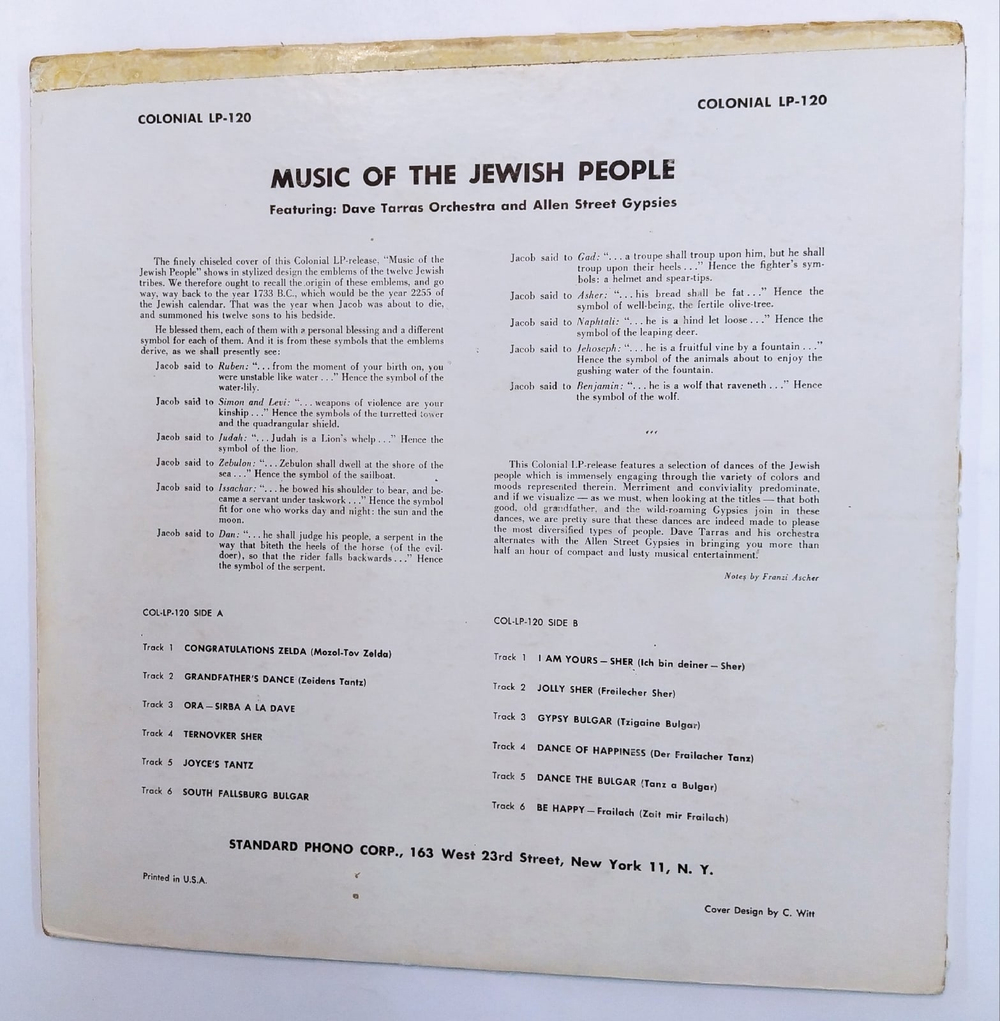 COLONIAL LP-120
COLONIAL LP-120
MUSIC OF THE JEWISH PEOPLE
Featuring: Dave Tarras Orchestra and Allen Street Gypsies
The finely chiseled cover of this Colonial LP-release, “Music of the
Jewish People” shows in stylized design the emblems of the twelve Jewish
tribes. We therefore ought to recall the origin of these emblems, and go
way, way back to the year 1733 B.C., which would be the year 2255 of
the Jewish calendar. That was the year when Jacob was about to die,
and summoned his twelve sons to his bedside.
He blessed them, each of them with a personal blessing and a different
symbol for each of them. And it is from these symbols that the emblems
derive, as we shall presently see:
Jacob said to Ruben: “. . . from the moment of your birth on, you
were unstable like water . . .” Hence the symbol of the
water-lily.
Jacob said to Simon and Levi: “. . . weapons of violence are your
kinship . . .” Hence the symbols of the turretted tower
and the quadrangular shield.
Jacob said to Judah: “. . . Judah is a Lion’s whelp . . .” Hence the
symbol of the lion.
Jacob said to Zebulon: “. . . Zebulon shall dwell at the shore of the
sea . . .” Hence the symbol of the sailboat.
Jacob said to Issachar: “. . . he bowed his shoulder to bear, and be-
came a servant under taskwork . . .” Hence the symbol
fit for one who works day and night: the sun and the
moon.
Jacob said to Dan: “. . . he shall judge his people, a serpent in the
way that biteth the heels of the horse (of the evil-
doer), so that the rider falls backwards . . .” Hence
the symbol of the serpent.
Jacob said to Gad: “. . . a troupe shall troup upon him, but he shall
troup upon their heels . . .” Hence the fighter’s sym-
bols: a helmet and spear-tips.
Jacob said to Asher: “. . . his bread shall be fat . . .” Hence the
symbol of well-being, the fertile olive-tree.
Jacob said to Naphtali: “. . . he is a hind let loose . . .” Hence the
symbol of the leaping deer.
Jacob said to Jehoseph: “. . . he is a fruitful vine by a fountain . . .”
Hence the symbol of the animals about to enjoy the
gushing water of the fountain.
Jacob said to Benjamin: “. . . he is a wolf that raveneth . . .” Hence
the symbol of the wolf.
,,,
This Colonial LP-release features a selection of dances of the Jewish
people which is immensely engaging through the variety of colors and
moods represented therein. Merriment and conviviality predominate,
and if we visualize — as we must, when looking at the titles — that both
good, old grandfather, and the wild-roaming Gypsies join in these
dances, we are pretty sure that these dances are indeed made to please
the most diversified types of people. Dave Tarras and his orchestra
alternates with the Allen Street Gypsies in bringing you more than
half an hour of compact and lusty musical entertainment.
Notes by Franzi Ascher
COL-LP-120 SIDE A
Track 1 CONGRATULATIONS ZELDA (Mozol-Tov Zelda)
Track 2 GRANDFATHER’S DANCE (Zeidens Tantz)
Track 3 ORA — SIRBA A LA DAVE
Track 4 TERNOVKER SHER
Track 5 JOYCE’S TANTZ
Track 6 SOUTH FALLSBURG BULGAR
COL-LP-120 SIDE B
Track 1 I AM YOURS — SHER (Ich bin deiner — Sher)
Track 2 JOLLY SHER (Freilecher Sher)
Track 3 GYPSY BULGAR (Tzigaine Bulgar)
Track 4 DANCE OF HAPPINESS (Der Frailacher Tanz)
Track 5 DANCE THE BULGAR (Tanz a Bulgar)
Track 6 BE HAPPY — Frailach (Zait mir Frailach)
STANDARD PHONO CORP., 163 West 23rd Street, New York 11, N. Y.
Printed in U.S.A.
Cover Design by C. Witt